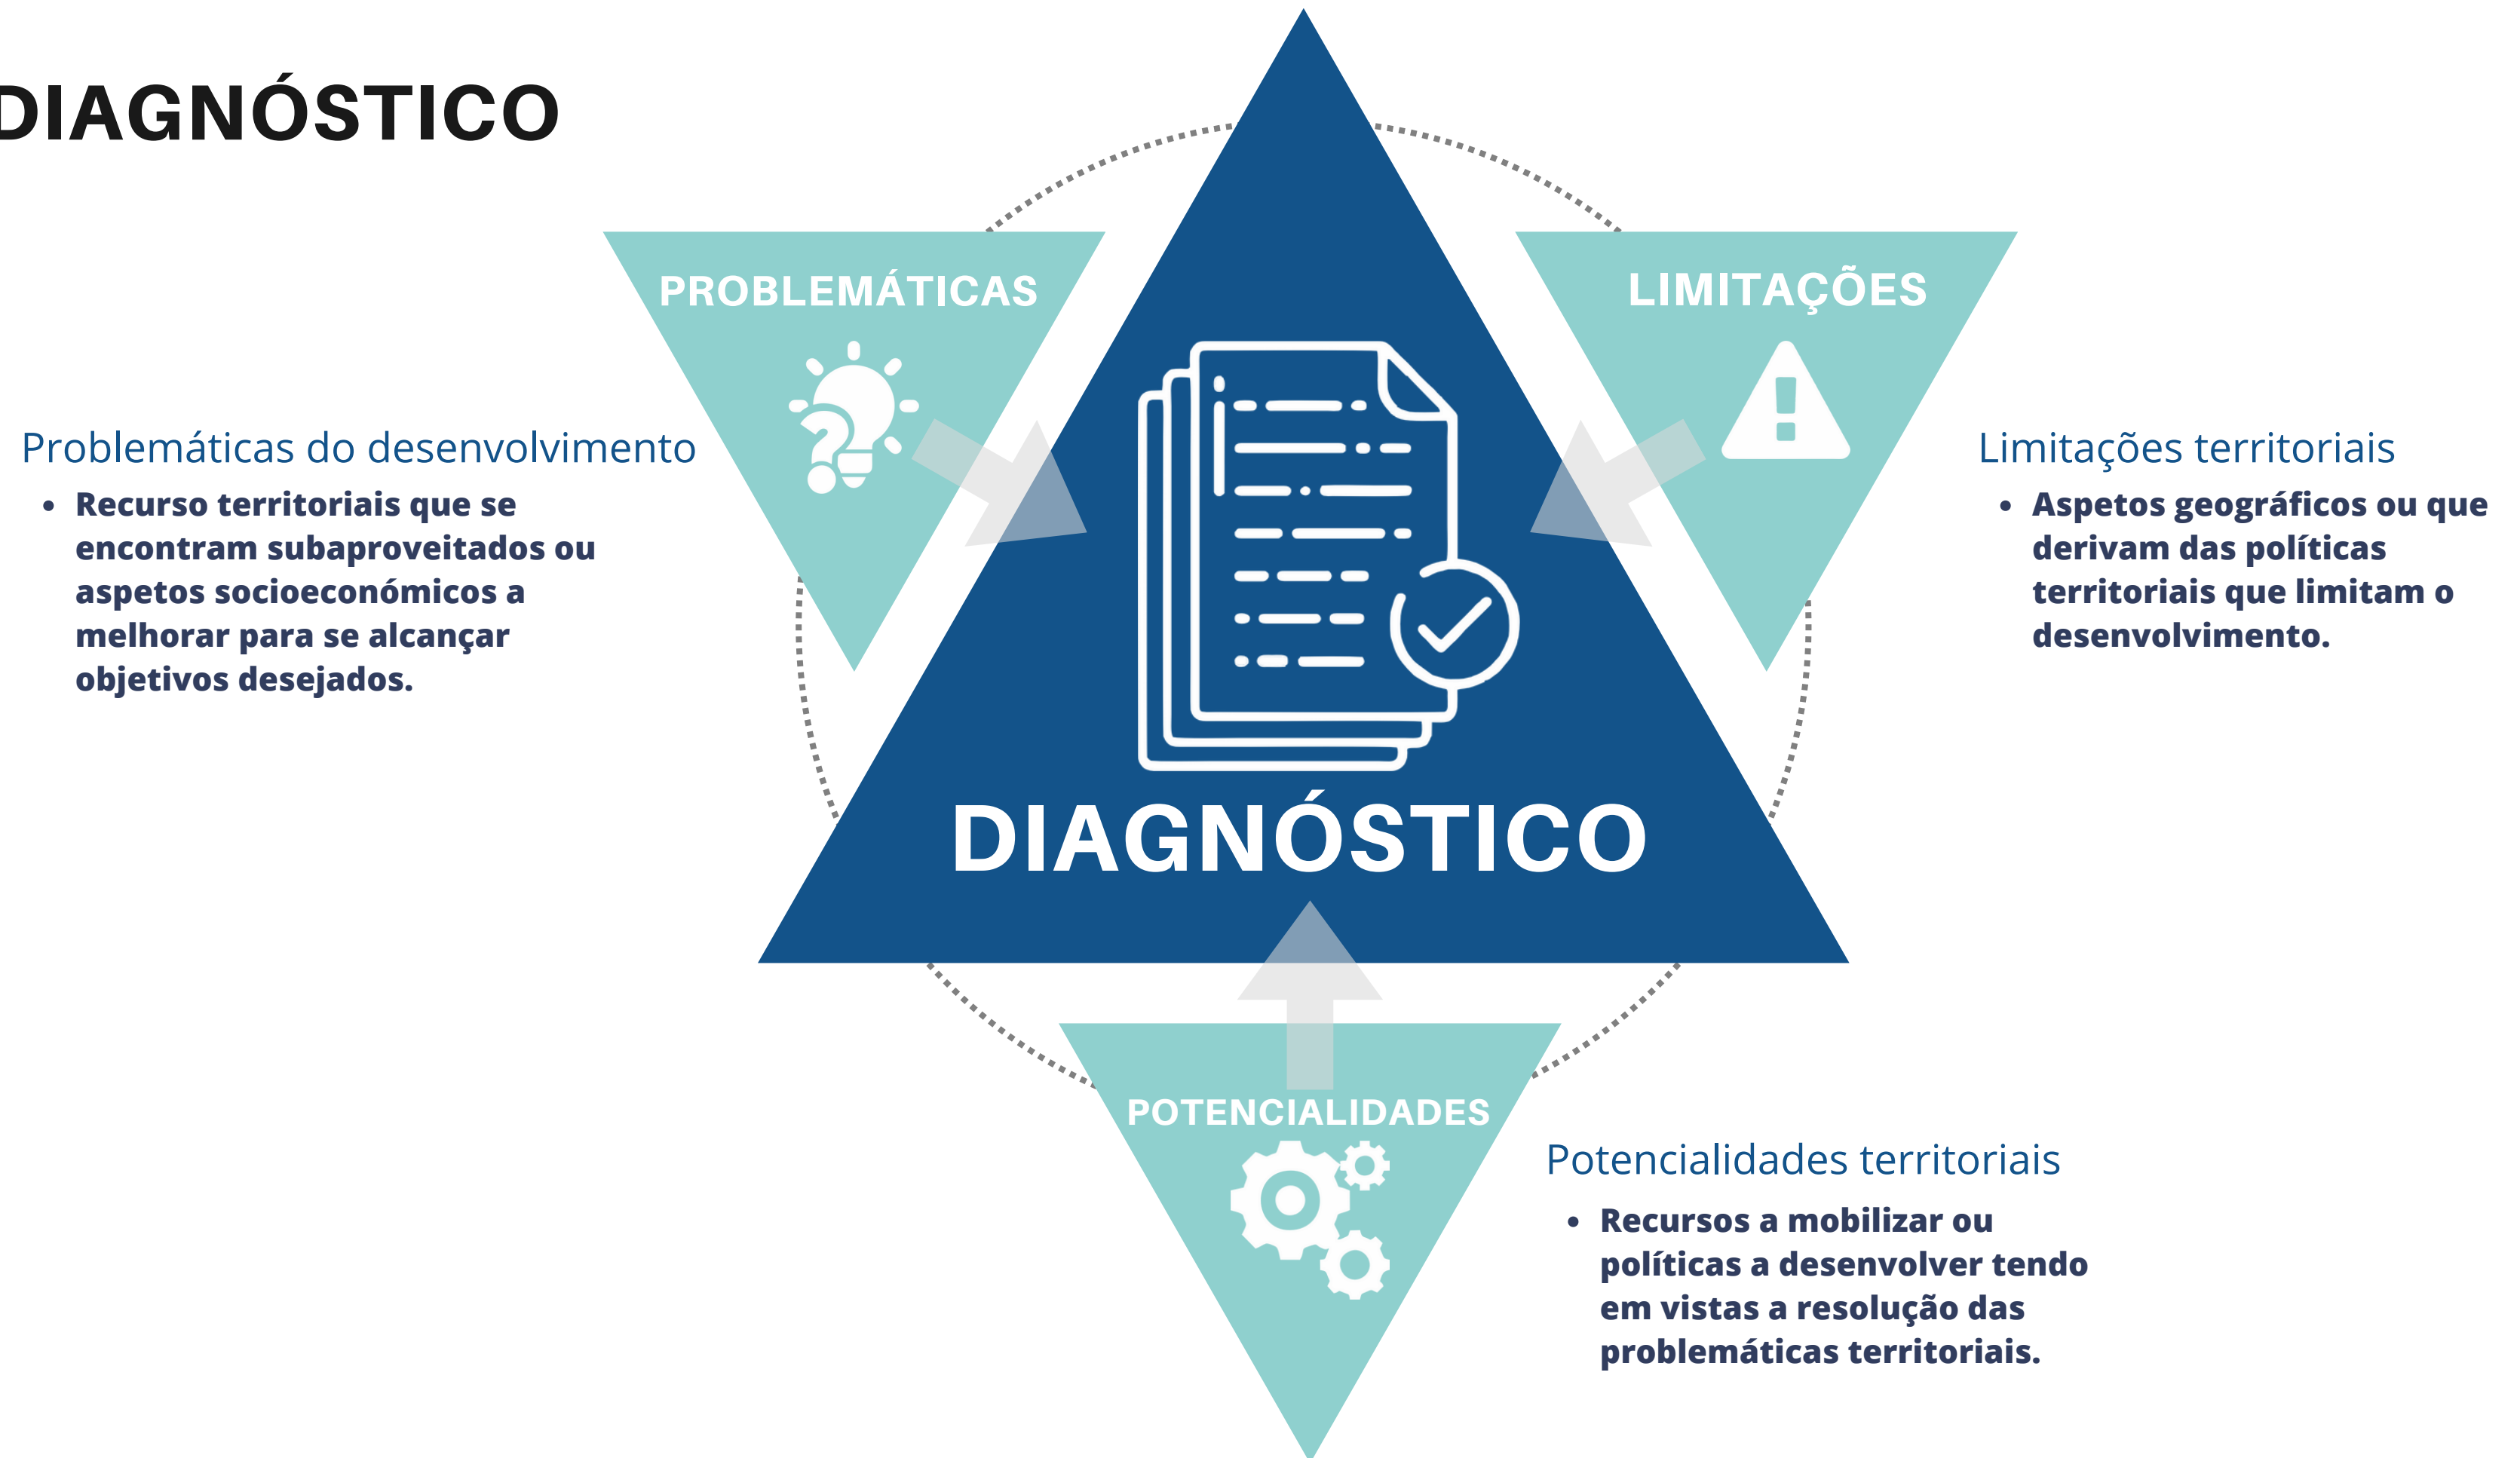 DIAGNÓSTICO
PROBLEMÁTICAS
LIMITAÇÕES
Problemáticas do desenvolvimento
• Recurso territoriais que se
encontram subaproveitados ou
aspetos socioeconómicos a
melhorar para se alcançar
objetivos desejados.
Limitações territoriais
• Aspetos geográficos ou que
derivam das políticas
territoriais que limitam o
desenvolvimento.
DIAGNÓSTICO
POTENCIALIDADES
Potencialidades territoriais
• Recursos a mobilizar ou
políticas a desenvolver tendo
em vistas a resolução das
problemáticas territoriais.